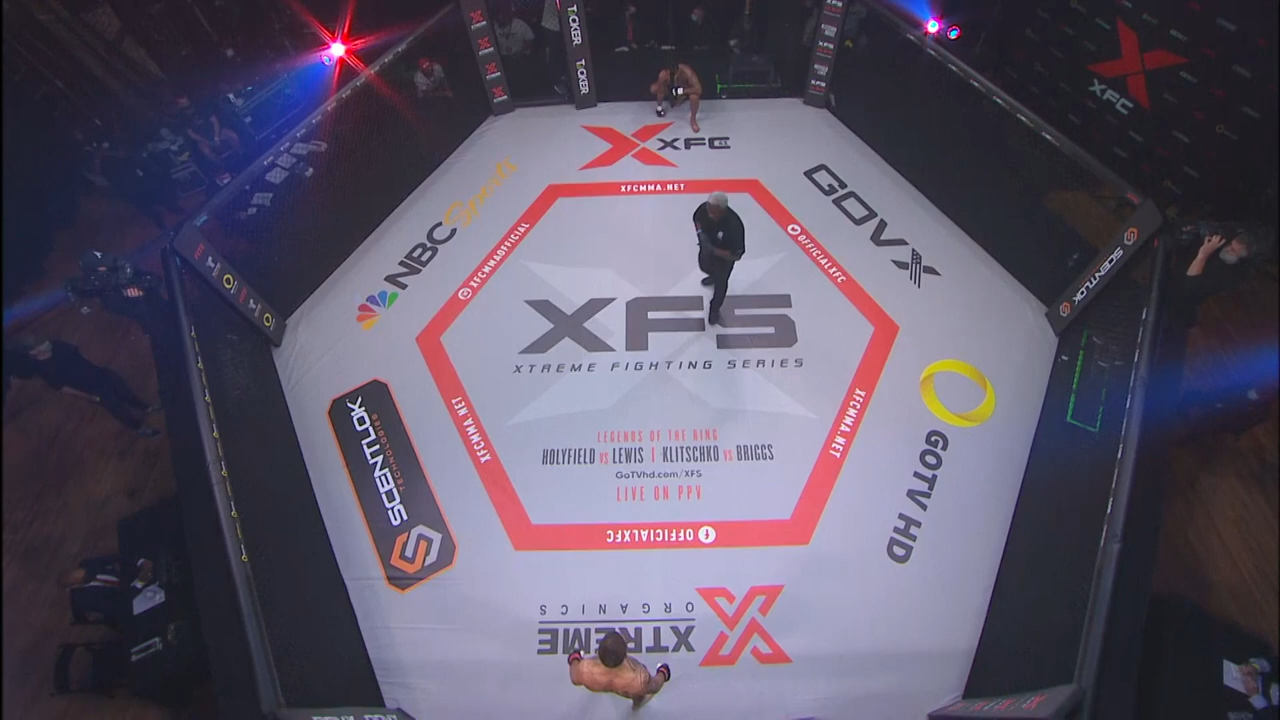 TICKER
TICKER
XFC
XFC
GOVX
NBC Sports
XFCMMA.NET
XFCMMAOFFICIAL
OFFICIALXFC
SCENTLOK
XFS
XTREME FIGHTING SERIES
SCENTLOK
TECHNOLOGIES
XFCMMA.NET
XFCMMA.NET
GOTV HD
LEGENDS OF THE RING
HOLYFIELD VS LEWIS | KLITSCHKO VS BRIGGS
GoTVhd.com/XFS
LIVE ON PPV
OFFICIALXFC
XTREME
ORGANICS